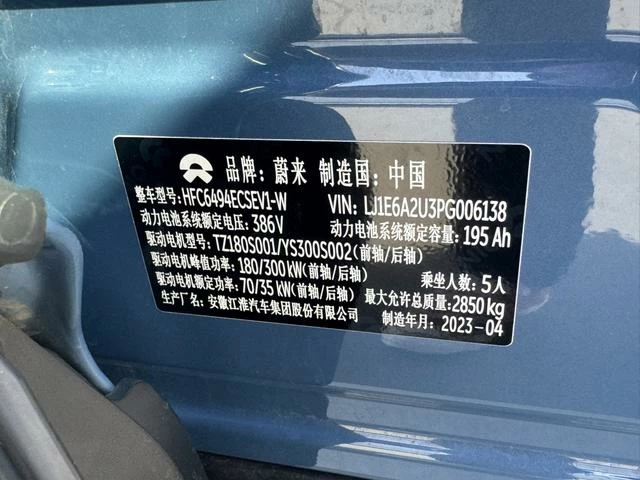 品牌: 蔚来 制造国: 中国
整车型号: HFC6494ECSEV1-W VIN: LJ1E6A2U3PG006138
动力电池系统额定电压: 386V 动力电池系统额定容量: 195 Ah
驱动电机型号: TZ180S001/YS300S002(前轴/后轴)
驱动电机峰值功率: 180/300 kW(前轴/后轴) 乘坐人数: 5人
驱动电机额定功率: 70/35 kW(前轴/后轴) 最大允许总质量: 2850 kg
生产厂名: 安徽江淮汽车集团股份有限公司 制造年月: 2023-04